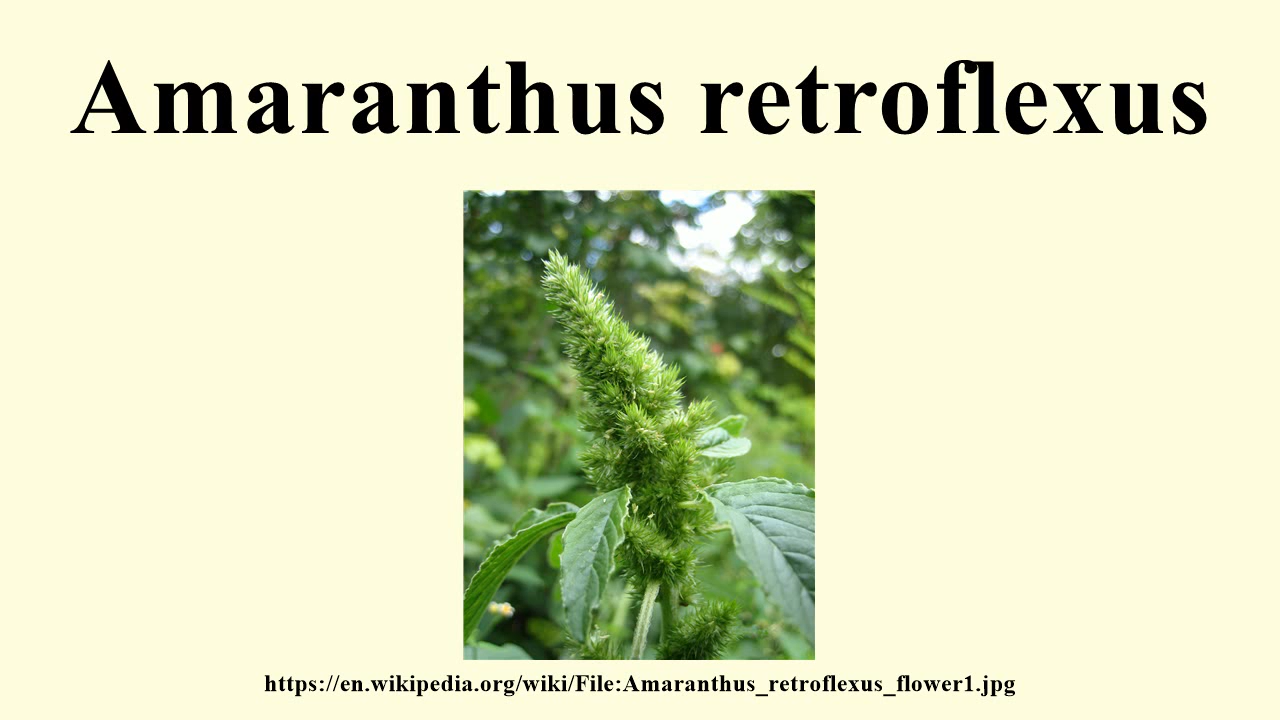 Amaranthus retroflexus
https://en.wikipedia.org/wiki/File:Amaranthus_retroflexus_flower1.jpg